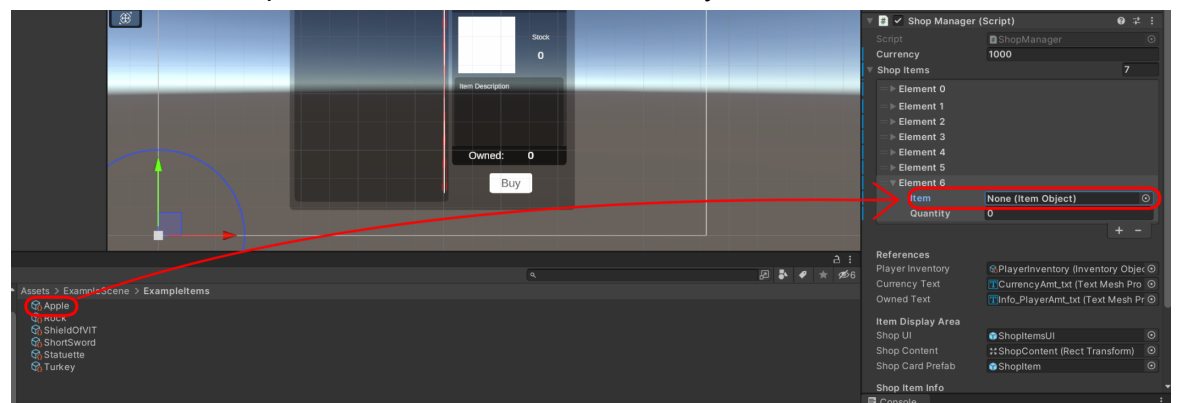 Stock
0
Item Description
Owned: 0
Buy
6
Assets > ExampleScene > ExampleItems
Apple
Rock
ShieldOfVIT
ShortSword
Statuette
Turkey
# Shop Manager (Script)
Script #ShopManager
Currency 1000
Shop Items 7
Element 0
Element 1
Element 2
Element 3
Element 4
Element 5
Element 6
Item None (Item Object)
Quantity 0
+ −
References
Player Inventory PlayerInventory (Inventory Objec
Currency Text CurrencyAmt_txt (Text Mesh Pro
Owned Text Info_PlayerAmt_txt (Text Mesh Pr
Item Display Area
Shop UI ShopItemsUI
Shop Content ShopContent (Rect Transform)
Shop Card Prefab ShopItem
Shop Item Info
Console